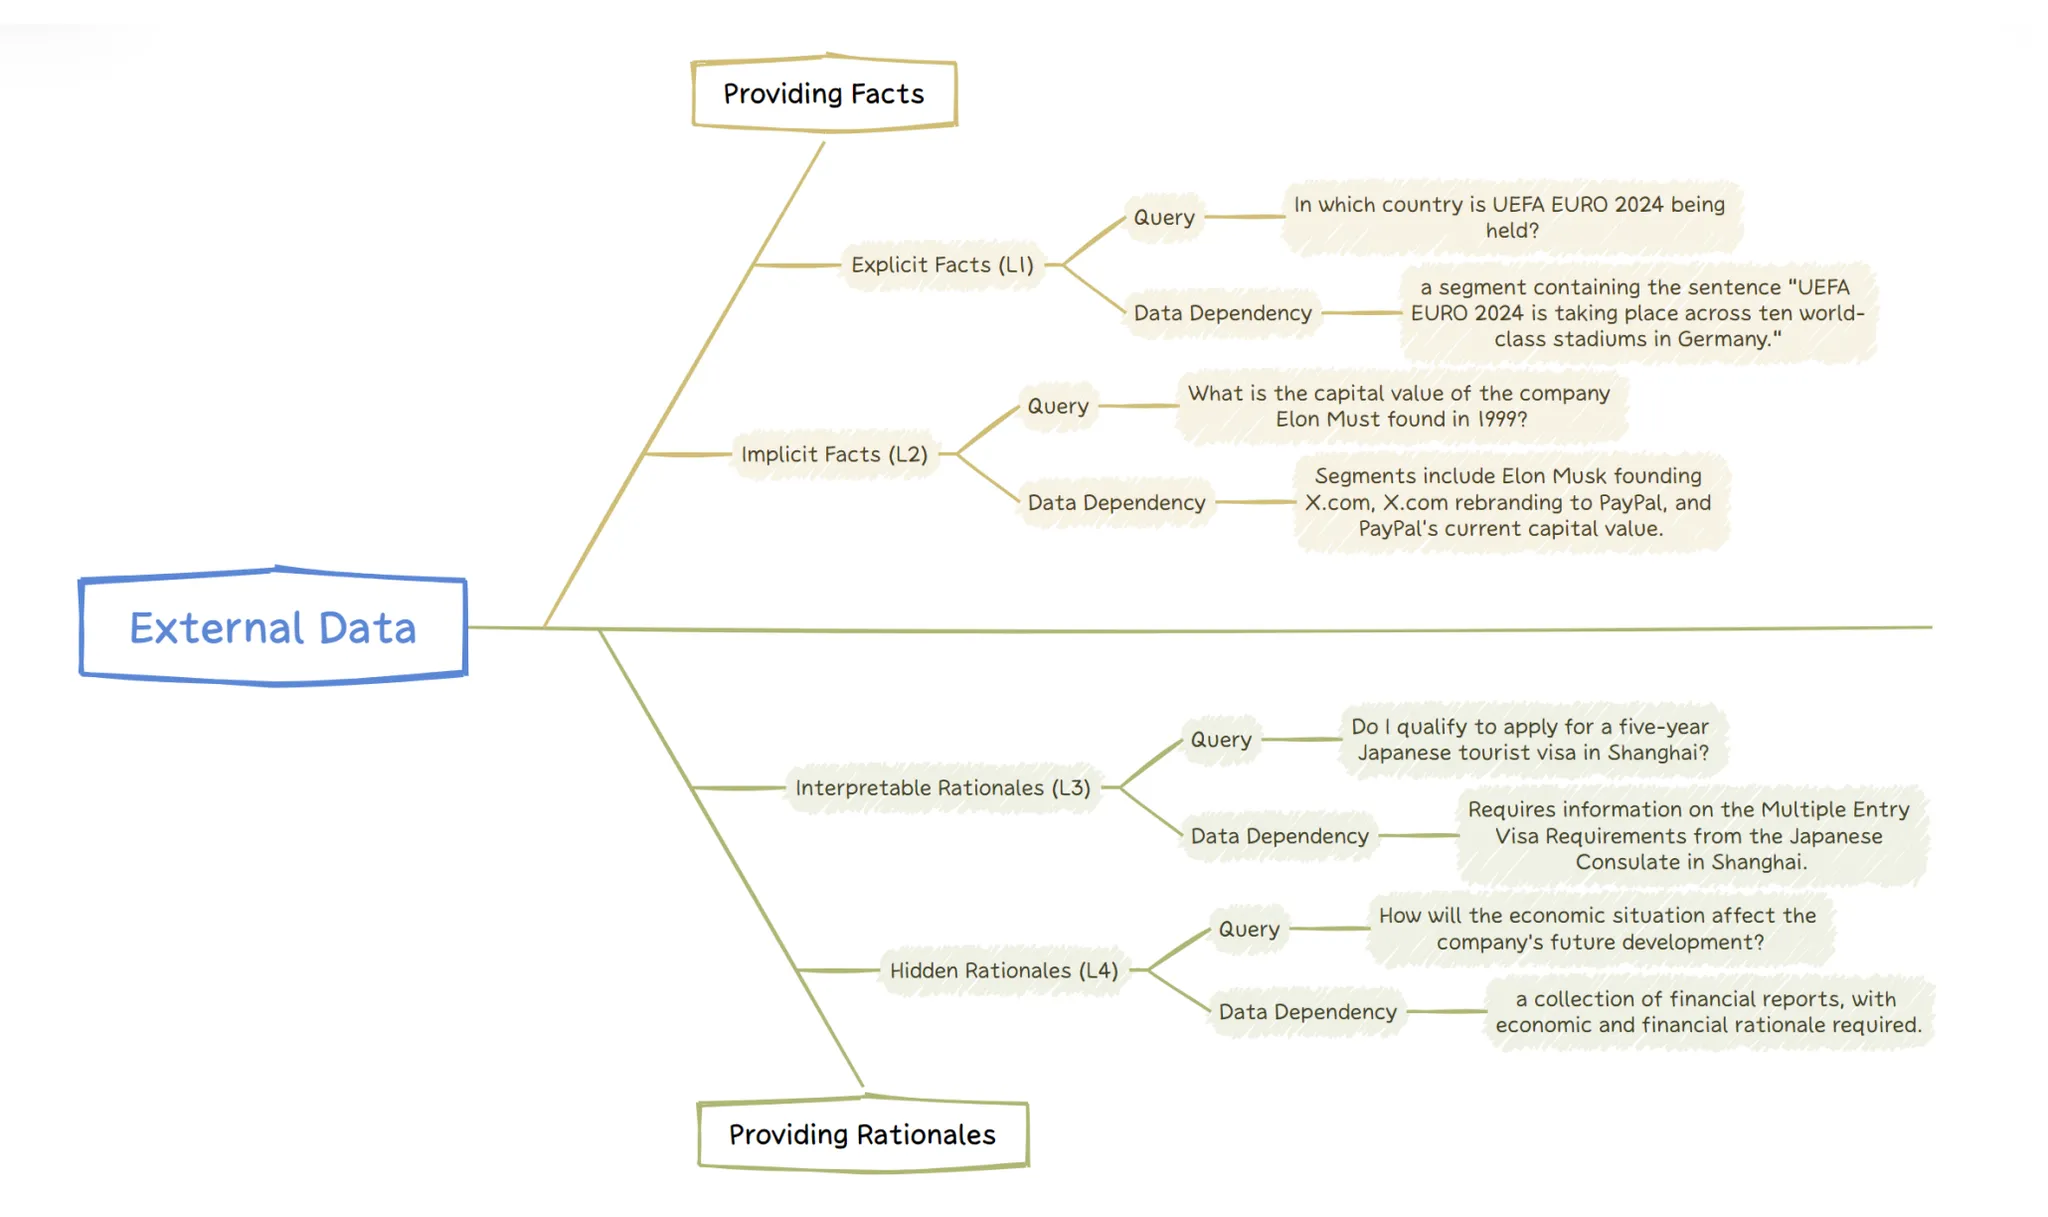 Providing Facts
Explicit Facts (L1)
Query
In which country is UEFA EURO 2024 being
held?
Data Dependency
a segment containing the sentence "UEFA
EURO 2024 is taking place across ten world-
class stadiums in Germany."
Implicit Facts (L2)
Query
What is the capital value of the company
Elon Must found in 1999?
Data Dependency
Segments include Elon Musk founding
X.com, X.com rebranding to PayPal, and
PayPal's current capital value.
External Data
Interpretable Rationales (L3)
Query
Do I qualify to apply for a five-year
Japanese tourist visa in Shanghai?
Data Dependency
Requires information on the Multiple Entry
Visa Requirements from the Japanese
Consulate in Shanghai.
Hidden Rationales (L4)
Query
How will the economic situation affect the
company's future development?
Data Dependency
a collection of financial reports, with
economic and financial rationale required.
Providing Rationales